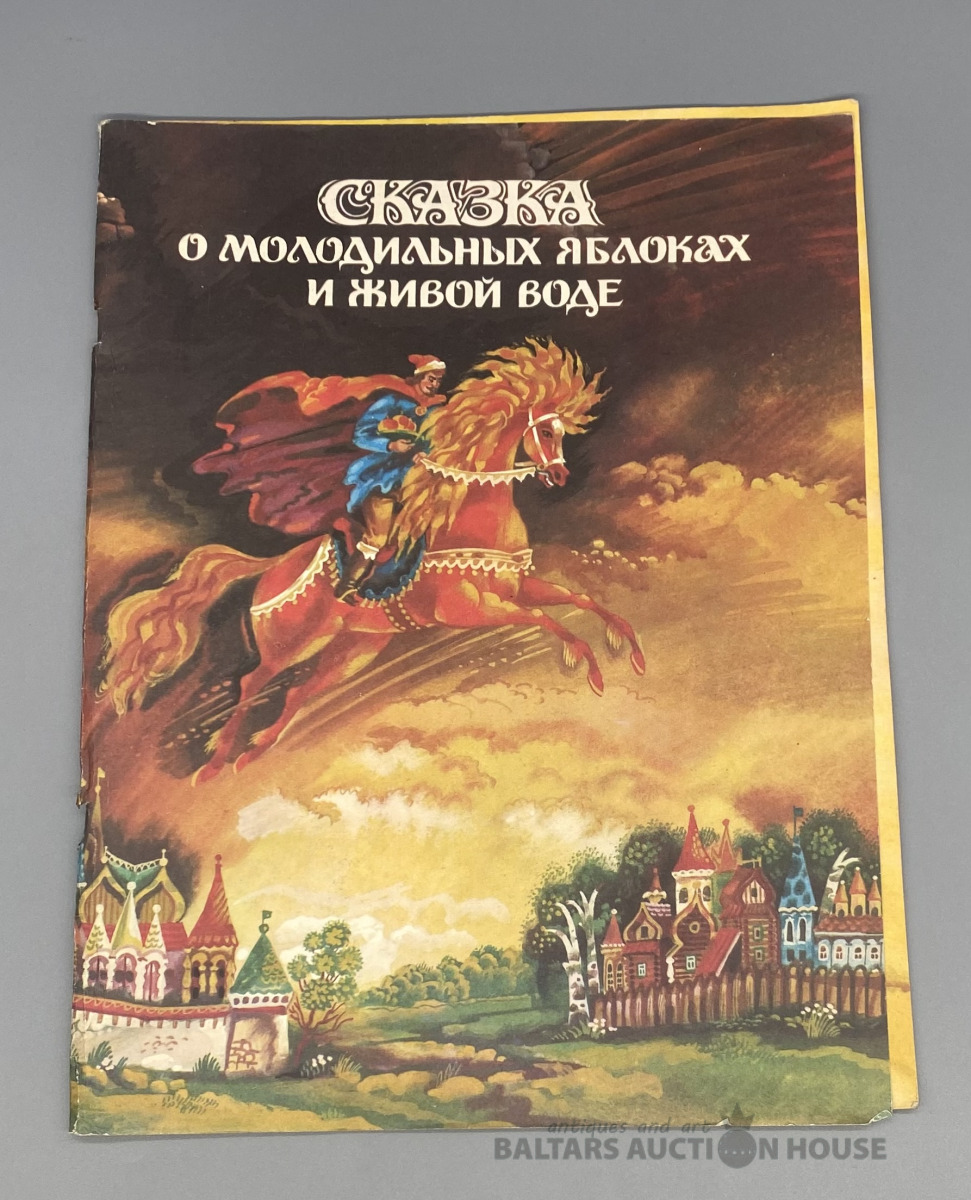 СКАЗКА
О МОЛОДИЛЬНЫХ ЯБЛОКАХ
И ЖИВОЙ ВОДЕ
antiques and art
BALTARS AUCTION HOUSE